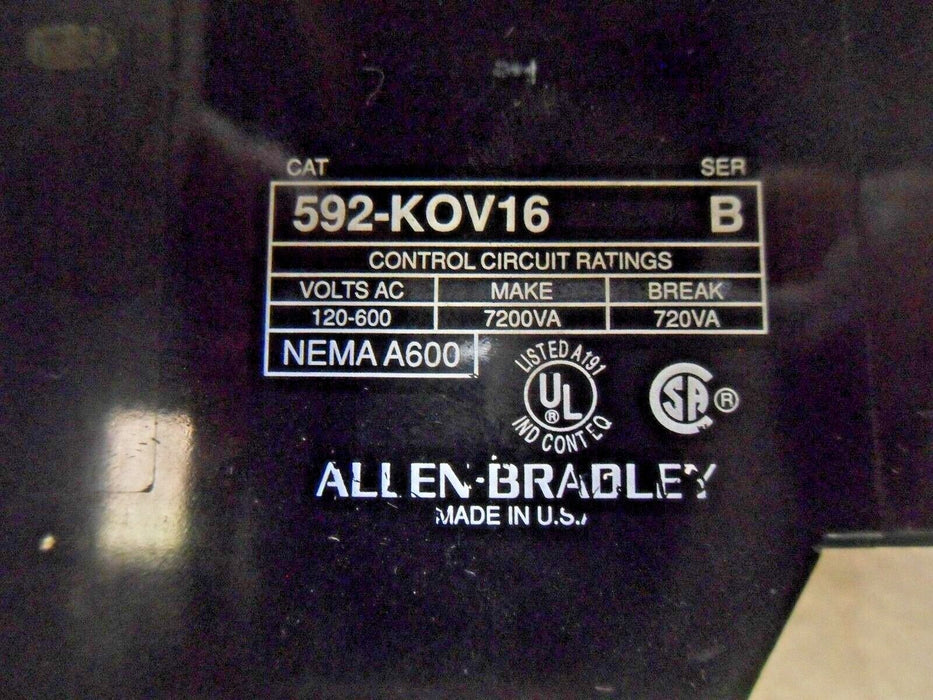 CAT SER
592-KOV16 B
CONTROL CIRCUIT RATINGS
VOLTS AC MAKE BREAK
120-600 7200VA 720VA
NEMA A600
LISTED A191
UL ®
IND CONT EQ
SA ®
ALLEN-BRADLEY
MADE IN U.S.A